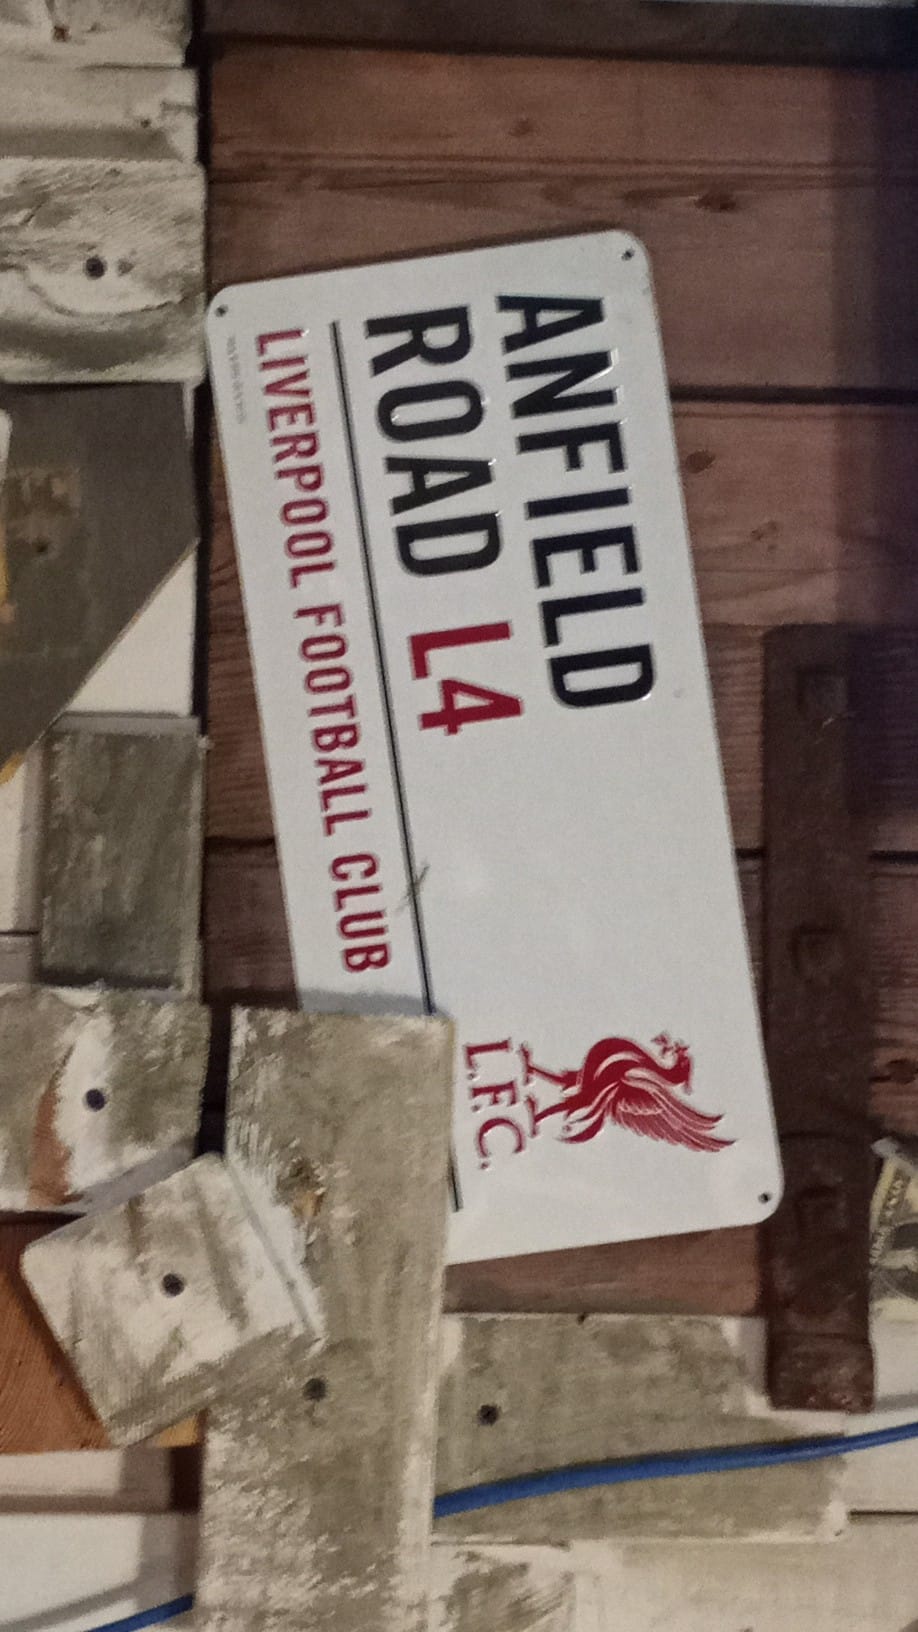 ANFIELD
ROAD L4
LIVERPOOL FOOTBALL CLUB
L.F.C.